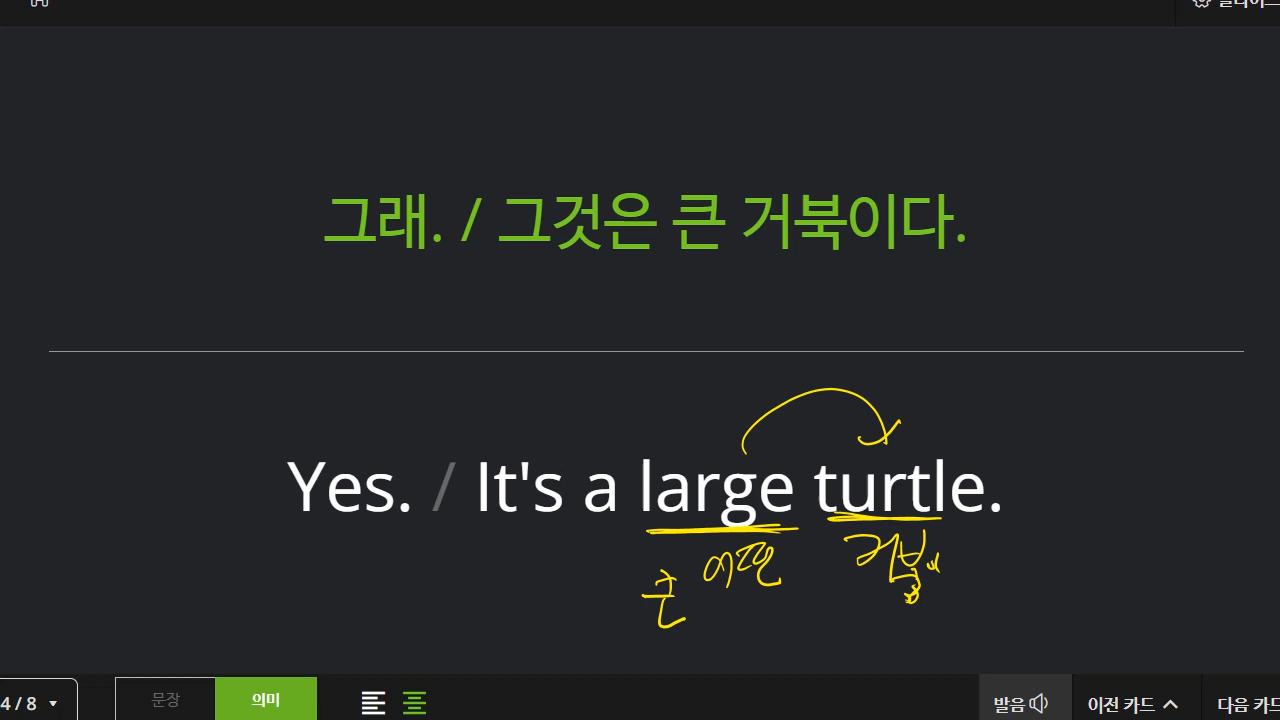 그래. / 그것은 큰 거북이다.
Yes. / It's a large turtle.
큰 어떤 거북이
4 / 8 문장 의미 발음 이전 카드 다음 카드